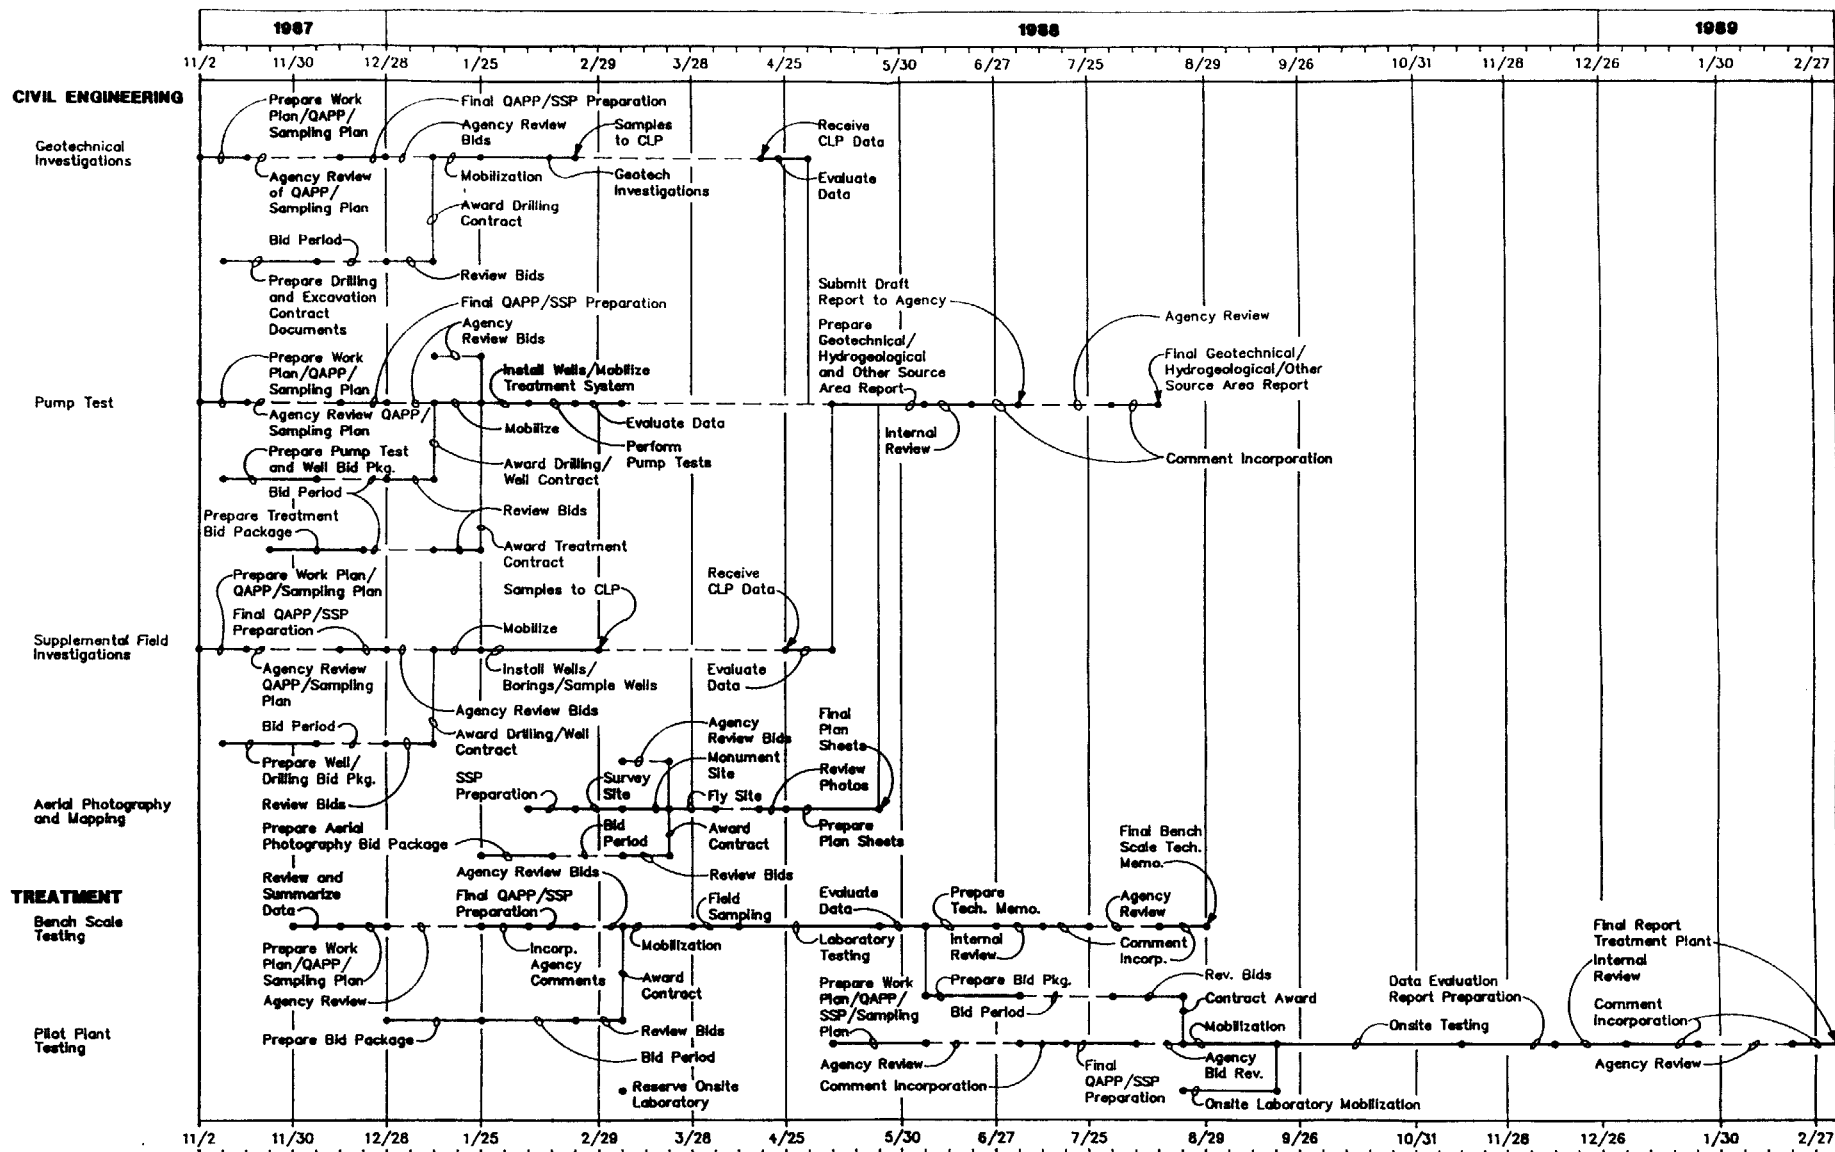 1987
1988
1989
11/2 11/30 12/28 1/25 2/29 3/28 4/25 5/30 6/27 7/25 8/29 9/26 10/31 11/28 12/26 1/30 2/27
CIVIL ENGINEERING
Geotechnical
Investigations
Prepare Work
Plan/QAPP/
Sampling Plan
Final QAPP/SSP Preparation
Agency Review
Bids
Samples
to CLP
Receive
CLP Data
Agency Review
of QAPP/
Sampling Plan
Mobilization
Geotech
Investigations
Evaluate
Data
Award Drilling
Contract
Bid Period
Review Bids
Prepare Drilling
and Excavation
Contract
Documents
Final QAPP/SSP Preparation
Agency
Review Bids
Submit Draft
Report to Agency
Prepare
Geotechnical/
Hydrogeological
and Other Source
Area Report
Agency Review
Final Geotechnical/
Hydrogeological/Other
Source Area Report
Pump Test
Prepare Work
Plan/QAPP/
Sampling Plan
Install Wells/Mobilize
Treatment System
Agency Review QAPP/
Sampling Plan
Mobilize
Evaluate Data
Perform
Pump Tests
Internal
Review
Comment Incorporation
Prepare Pump Test
and Well Bid Pkg.
Award Drilling/
Well Contract
Bid Period
Review Bids
Prepare Treatment
Bid Package
Award Treatment
Contract
Prepare Work Plan/
QAPP/Sampling Plan
Samples to CLP
Receive
CLP Data
Final QAPP/SSP
Preparation
Mobilize
Supplemental Field
Investigations
Agency Review
QAPP/Sampling
Plan
Install Wells/
Borings/Sample Wells
Evaluate
Data
Agency Review Bids
Bid Period
Award Drilling/Well
Contract
Prepare Well/
Drilling Bid Pkg.
Review Bids
Agency
Review Bids
Monument
Site
Final
Plan
Sheets
Aerial Photography
and Mapping
SSP
Preparation
Survey
Site
Fly Site
Review
Photos
Prepare Aerial
Photography Bid Package
Bid
Period
Award
Contract
Prepare
Plan Sheets
Final Bench
Scale Tech.
Memo.
Agency Review Bids
Review Bids
TREATMENT
Bench Scale
Testing
Review and
Summarize
Data
Final QAPP/SSP
Preparation
Field
Sampling
Evaluate
Data
Prepare
Tech. Memo.
Agency
Review
Prepare Work
Plan/QAPP/
Sampling Plan
Incorp.
Agency
Comments
Mobilization
Laboratory
Testing
Internal
Review
Comment
Incorp.
Agency Review
Award
Contract
Final Report
Treatment Plant
Internal
Review
Prepare Work
Plan/QAPP/
SSP/Sampling
Plan
Prepare Bid Pkg.
Rev. Bids
Bid Period
Contract Award
Data Evaluation
Report Preparation
Comment
Incorporation
Pilot Plant
Testing
Prepare Bid Package
Review Bids
Bid Period
Mobilization
Onsite Testing
Agency Review
Comment Incorporation
Final
QAPP/SSP
Preparation
Agency
Bid Rev.
Agency Review
Reserve Onsite
Laboratory
Onsite Laboratory Mobilization
11/2 11/30 12/28 1/25 2/29 3/28 4/25 5/30 6/27 7/25 8/29 9/26 10/31 11/28 12/26 1/30 2/27